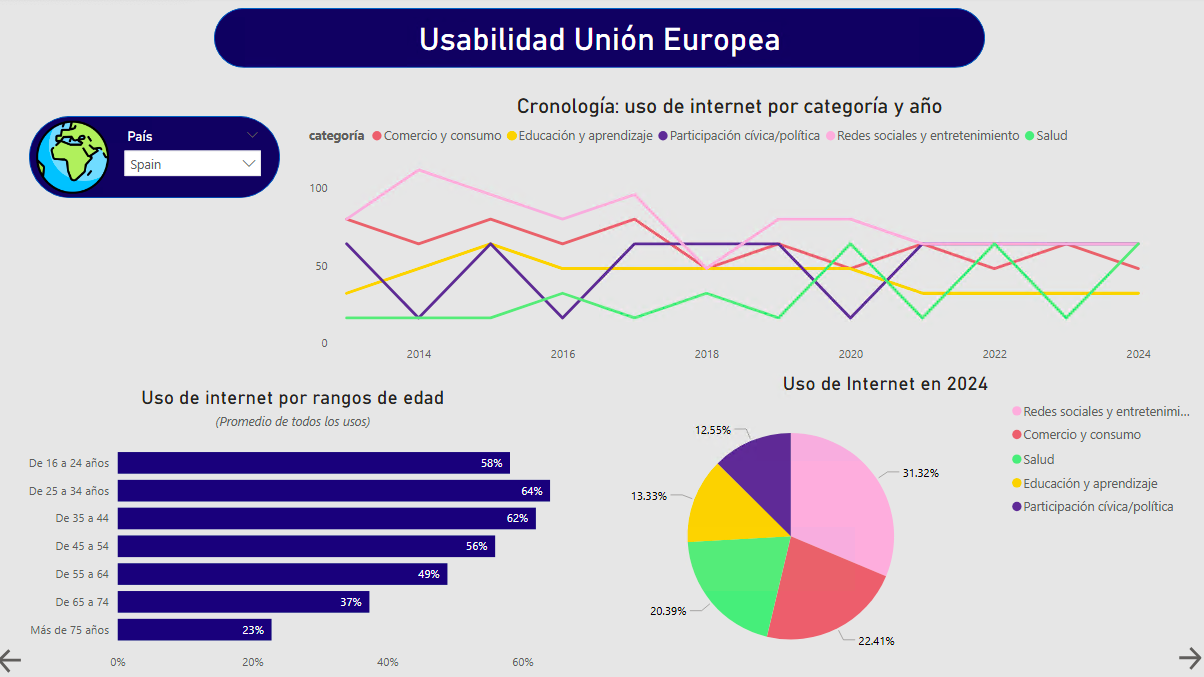 Usabilidad Unión Europea
País
Spain
Cronología: uso de internet por categoría y año
categoría Comercio y consumo Educación y aprendizaje Participación cívica/política Redes sociales y entretenimiento Salud
100
50
0
2014 2016 2018 2020 2022 2024
Uso de internet por rangos de edad
(Promedio de todos los usos)
De 16 a 24 años 58%
De 25 a 34 años 64%
De 35 a 44 62%
De 45 a 54 56%
De 55 a 64 49%
De 65 a 74 37%
Más de 75 años 23%
0% 20% 40% 60%
Uso de Internet en 2024
12.55%
31.32%
13.33%
20.39%
22.41%
Redes sociales y entretenimi...
Comercio y consumo
Salud
Educación y aprendizaje
Participación cívica/política